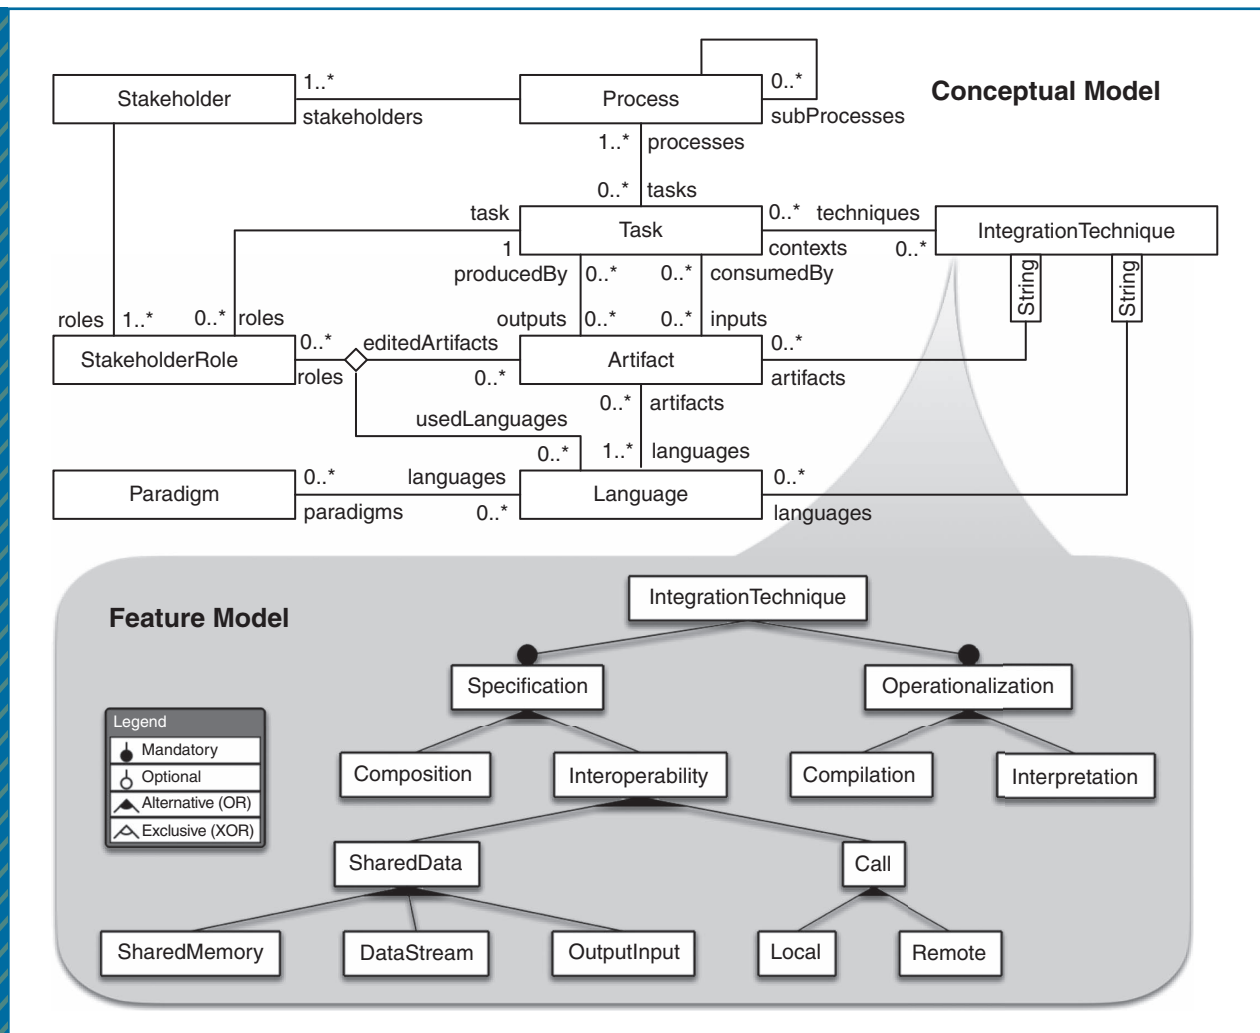 Conceptual Model
Stakeholder
1..*
stakeholders
Process
0..*
subProcesses
1..*
processes
0..*
tasks
task
1
Task
0..*
techniques
contexts
0..*
IntegrationTechnique
String
String
producedBy
0..*
0..*
consumedBy
outputs
0..*
0..*
inputs
roles
1..*
0..*
roles
StakeholderRole
0..*
roles
editedArtifacts
0..*
Artifact
0..*
artifacts
0..*
artifacts
usedLanguages
0..*
1..*
languages
Paradigm
0..*
paradigms
languages
0..*
Language
0..*
languages
Feature Model
IntegrationTechnique
Specification
Operationalization
Legend
Mandatory
Optional
Alternative (OR)
Exclusive (XOR)
Composition
Interoperability
Compilation
Interpretation
SharedData
Call
SharedMemory
DataStream
OutputInput
Local
Remote